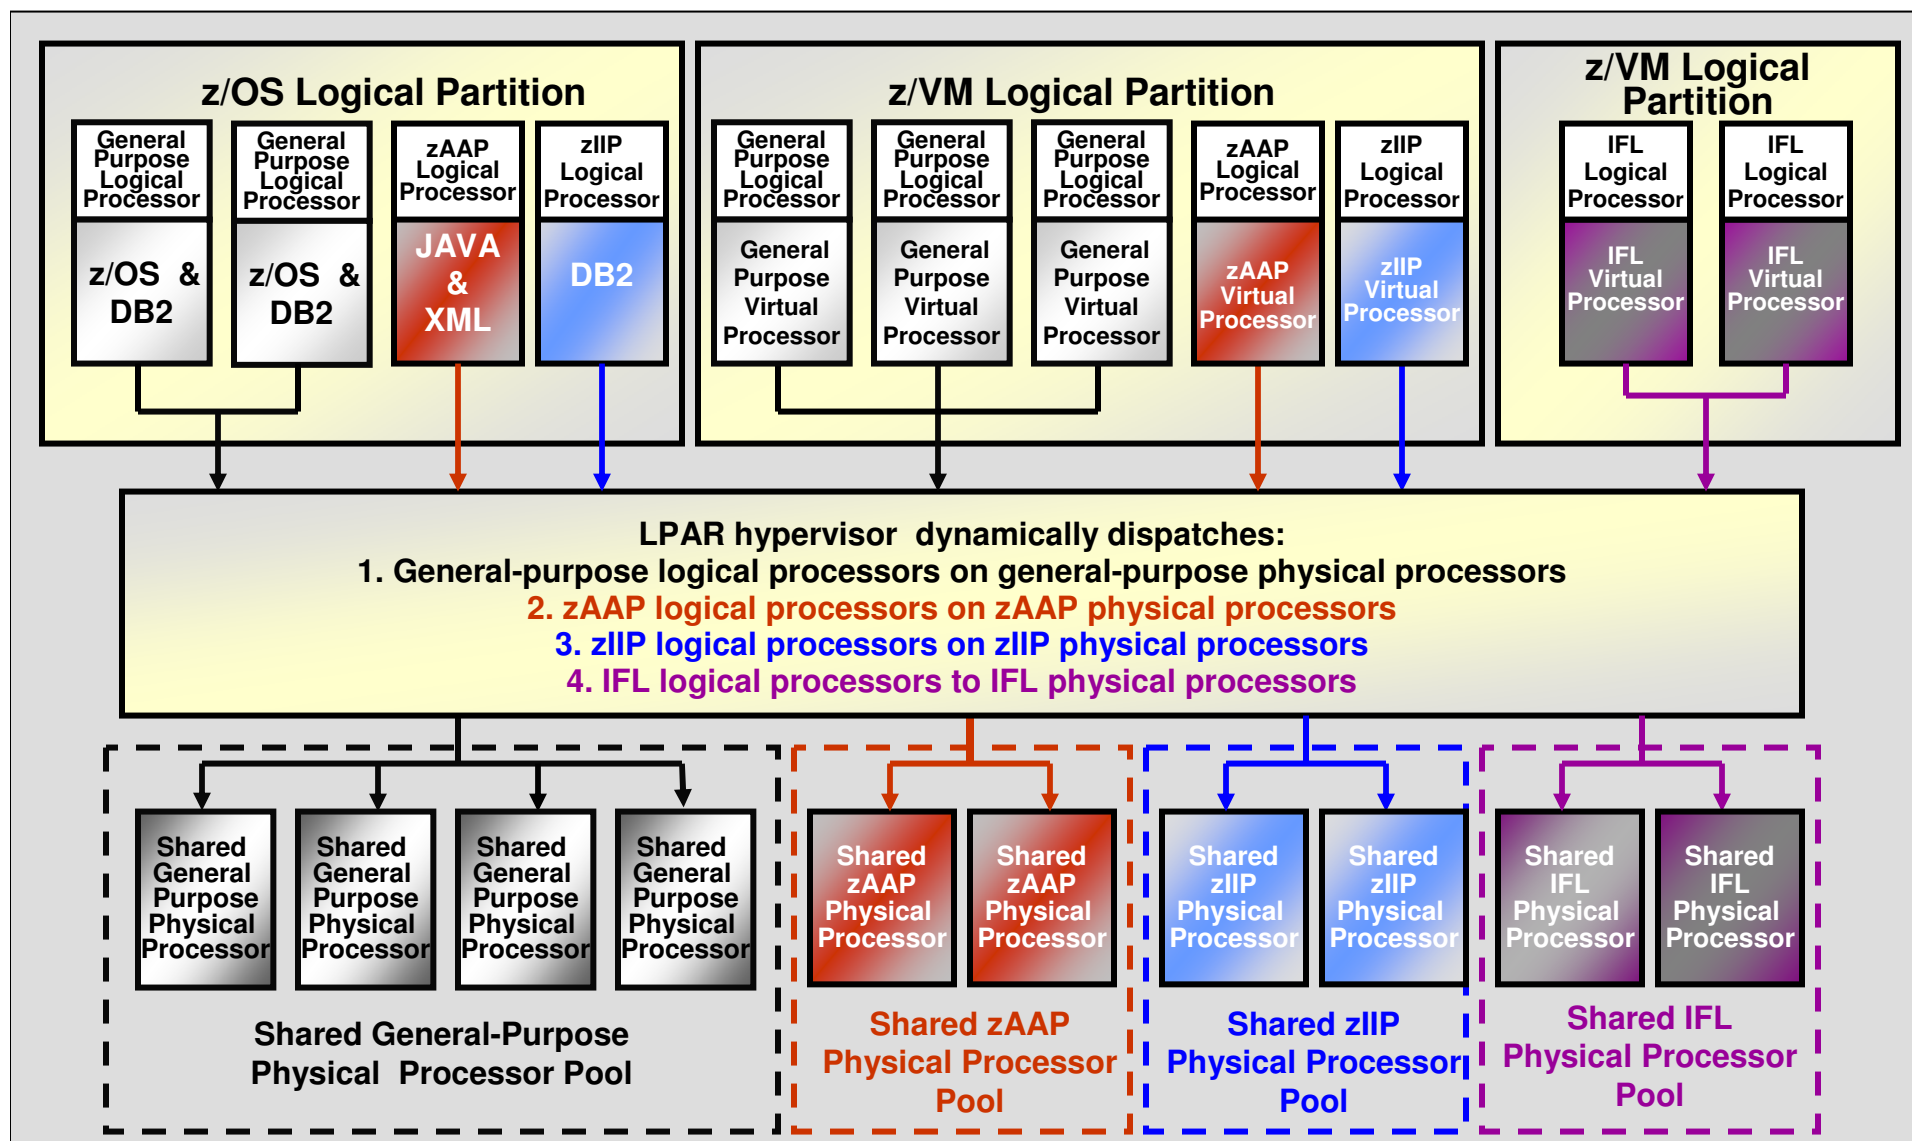 z/OS Logical Partition
General
Purpose
Logical
Processor
z/OS &
DB2
General
Purpose
Logical
Processor
z/OS &
DB2
zAAP
Logical
Processor
JAVA
&
XML
zIIP
Logical
Processor
DB2
z/VM Logical Partition
General
Purpose
Logical
Processor
General
Purpose
Virtual
Processor
General
Purpose
Logical
Processor
General
Purpose
Virtual
Processor
General
Purpose
Logical
Processor
General
Purpose
Virtual
Processor
zAAP
Logical
Processor
zAAP
Virtual
Processor
zIIP
Logical
Processor
zIIP
Virtual
Processor
z/VM Logical
Partition
IFL
Logical
Processor
IFL
Virtual
Processor
IFL
Logical
Processor
IFL
Virtual
Processor
LPAR hypervisor dynamically dispatches:
1. General-purpose logical processors on general-purpose physical processors
2. zAAP logical processors on zAAP physical processors
3. zIIP logical processors on zIIP physical processors
4. IFL logical processors to IFL physical processors
Shared
General
Purpose
Physical
Processor
Shared
General
Purpose
Physical
Processor
Shared
General
Purpose
Physical
Processor
Shared
General
Purpose
Physical
Processor
Shared General-Purpose
Physical Processor Pool
Shared
zAAP
Physical
Processor
Shared
zAAP
Physical
Processor
Shared zAAP
Physical Processor
Pool
Shared
zIIP
Physical
Processor
Shared
zIIP
Physical
Processor
Shared zIIP
Physical Processor
Pool
Shared
IFL
Physical
Processor
Shared
IFL
Physical
Processor
Shared IFL
Physical Processor
Pool